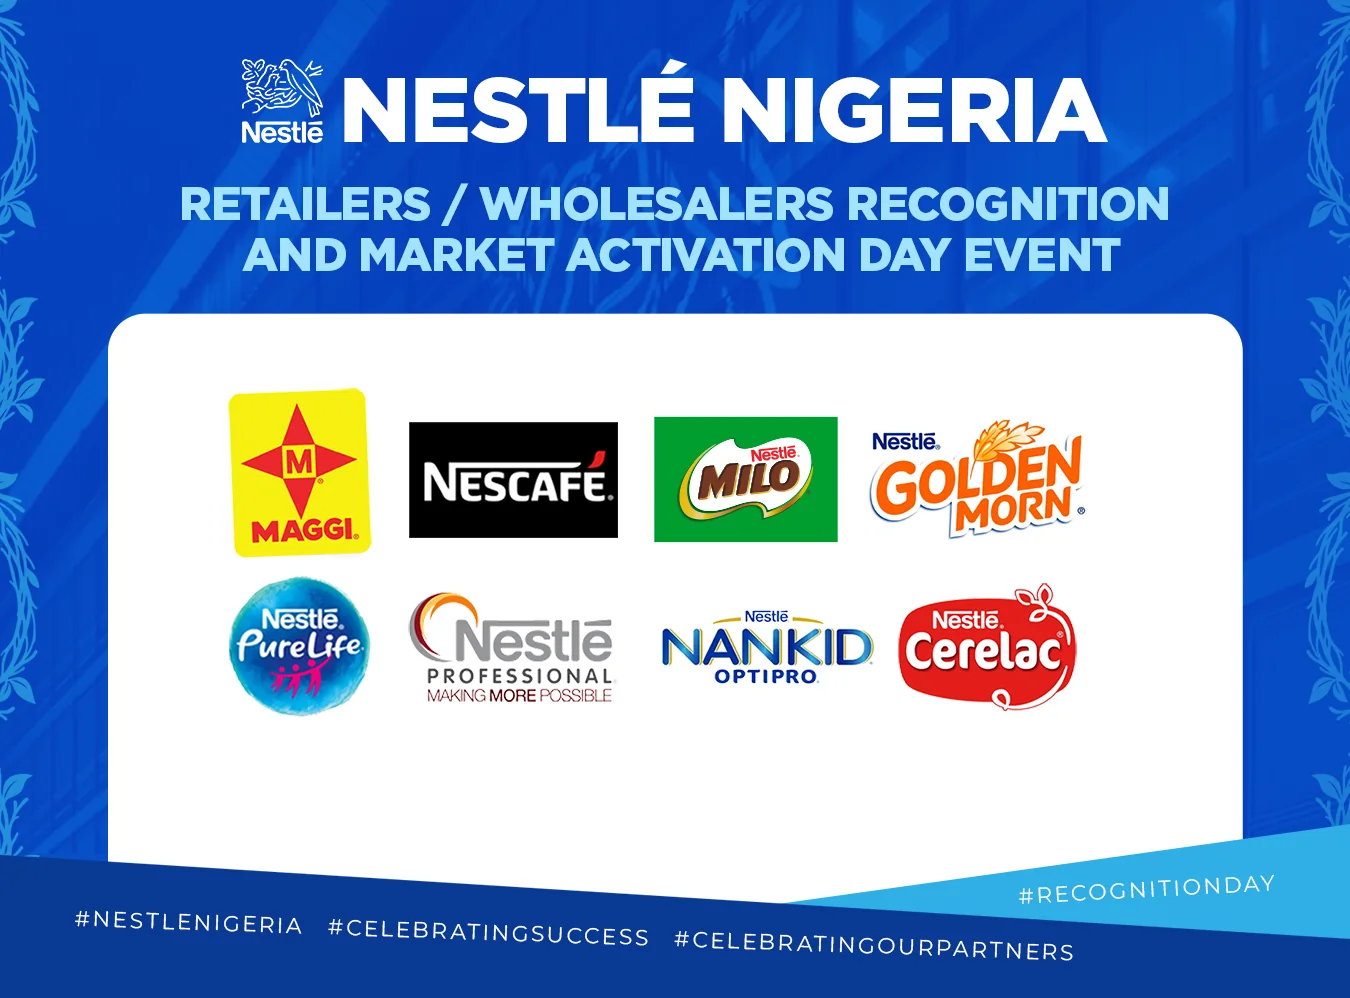 Nestlé
NESTLÉ NIGERIA
RETAILERS / WHOLESALERS RECOGNITION
AND MARKET ACTIVATION DAY EVENT
M
MAGGI®
NESCAFÉ®
Nestlé®
MILO
Nestlé®
GOLDEN
MORN®
Nestlé®
PureLife
Nestlé
PROFESSIONAL
MAKING MORE POSSIBLE
Nestlé
NANKID
OPTIPRO
Nestlé®
Cerelac®
#RECOGNITIONDAY
#NESTLENIGERIA #CELEBRATINGSUCCESS #CELEBRATINGOURPARTNERS